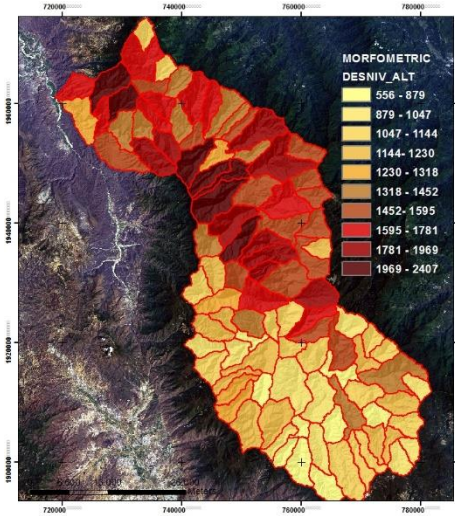 720000 740000 760000 780000
MORFOMETRIC
DESNIV_ALT
556 - 879
879 - 1047
1047 - 1144
1144- 1230
1230 - 1318
1318 - 1452
1452- 1595
1595 - 1781
1781 - 1969
1969 - 2407
1960000
1940000
1920000
1900000
Meters
720000 740000 760000 780000